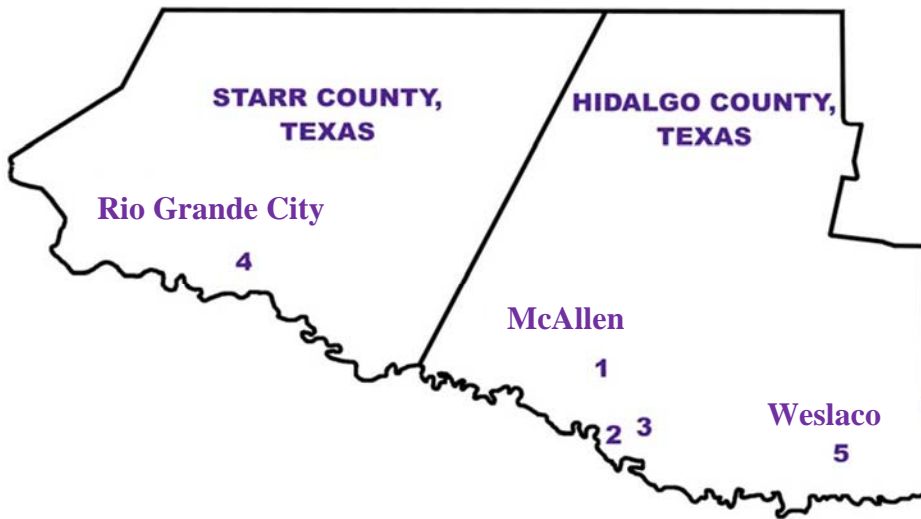 STARR COUNTY,
TEXAS
HIDALGO COUNTY,
TEXAS
Rio Grande City
4
McAllen
1
2
3
Weslaco
5